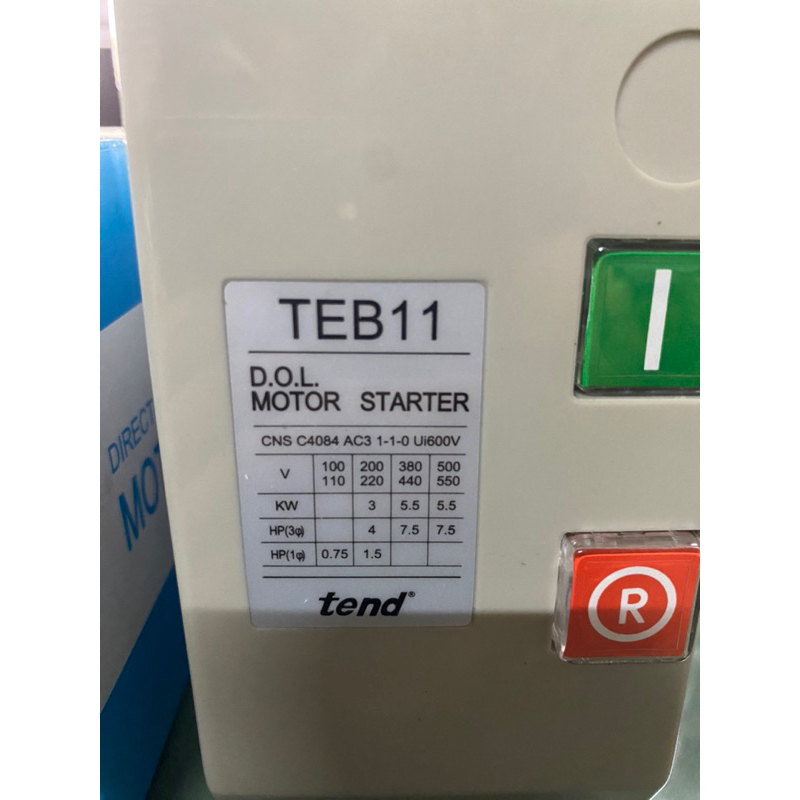 TEB11
D.O.L.
MOTOR STARTER
CNS C4084 AC3 1-1-0 Ui600V
V 100 110 200 220 380 440 500 550
KW 3 5.5 5.5
HP(3φ) 4 7.5 7.5
HP(1φ) 0.75 1.5
tend®
I
R
DIRECT